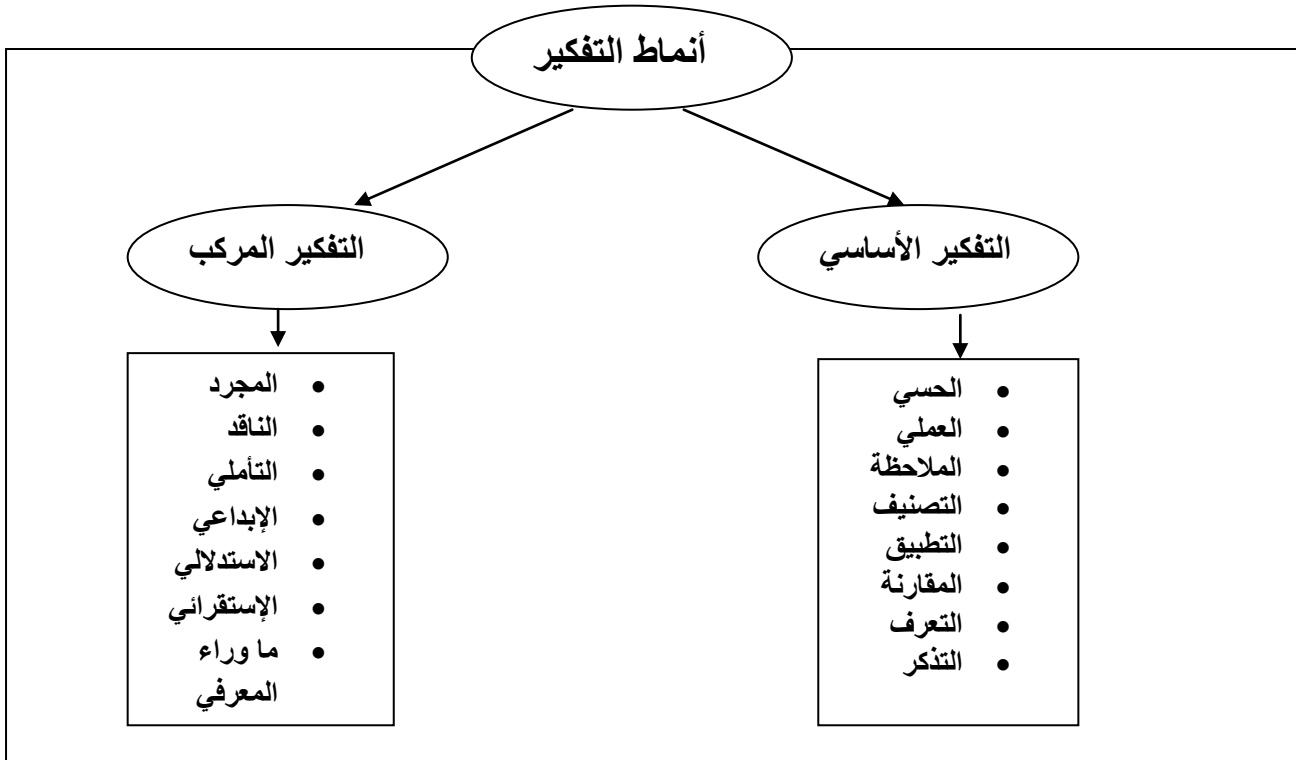 أنماط التفكير
التفكير الأساسي
التفكير المركب
• الحسي
• العملي
• الملاحظة
• التصنيف
• التطبيق
• المقارنة
• التعرف
• التذكر
• المجرد
• الناقد
• التأملي
• الإبداعي
• الاستدلالي
• الإستقرائي
• ما وراء
المعرفي